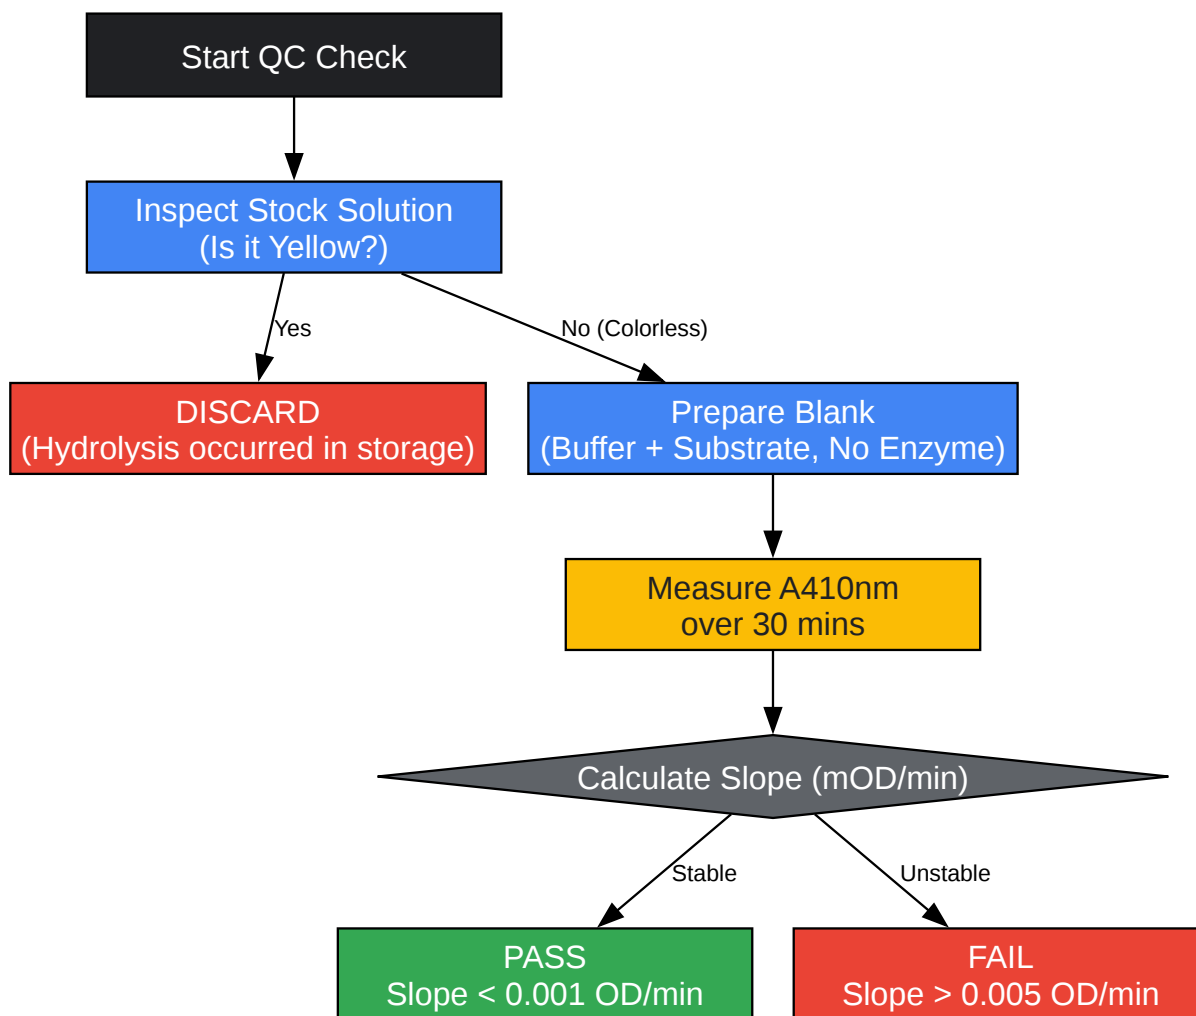 Start QC Check
Inspect Stock Solution
(Is it Yellow?)
Yes
No (Colorless)
DISCARD
(Hydrolysis occurred in storage)
Prepare Blank
(Buffer + Substrate, No Enzyme)
Measure A410nm
over 30 mins
Calculate Slope (mOD/min)
Stable
Unstable
PASS
Slope < 0.001 OD/min
FAIL
Slope > 0.005 OD/min